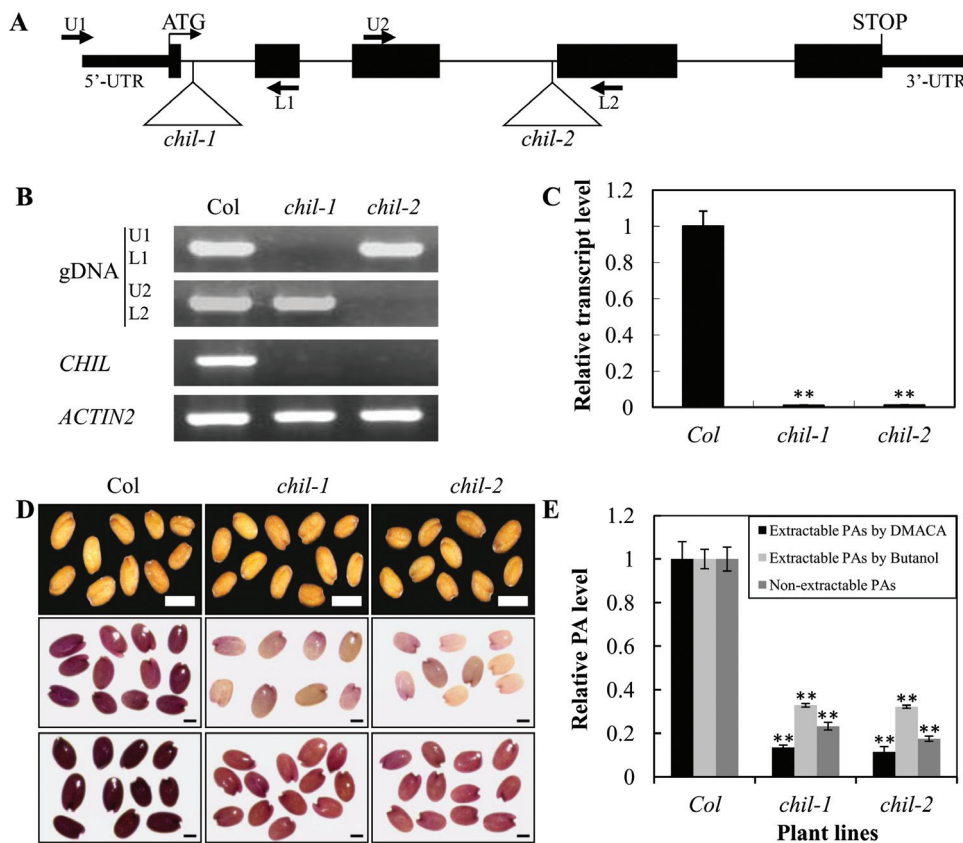 A
U1
ATG
U2
STOP
5'-UTR
L1
L2
3'-UTR
chil-1
chil-2
B
Col
chil-1
chil-2
gDNA
U1
L1
U2
L2
CHIL
ACTIN2
C
Relative transcript level
1.2
1
0.8
0.6
0.4
0.2
0
**
**
Col
chil-1
chil-2
D
Col
chil-1
chil-2
E
Relative PA level
1.2
1
0.8
0.6
0.4
0.2
0
Extractable PAs by DMACA
Extractable PAs by Butanol
Non-extractable PAs
**
**
**
**
**
**
Col
chil-1
chil-2
Plant lines